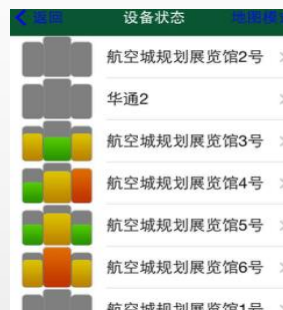 返回 设备状态 地图模
航空城规划展览馆2号
华通2
航空城规划展览馆3号
航空城规划展览馆4号
航空城规划展览馆5号
航空城规划展览馆6号
航空城规划展览馆1号